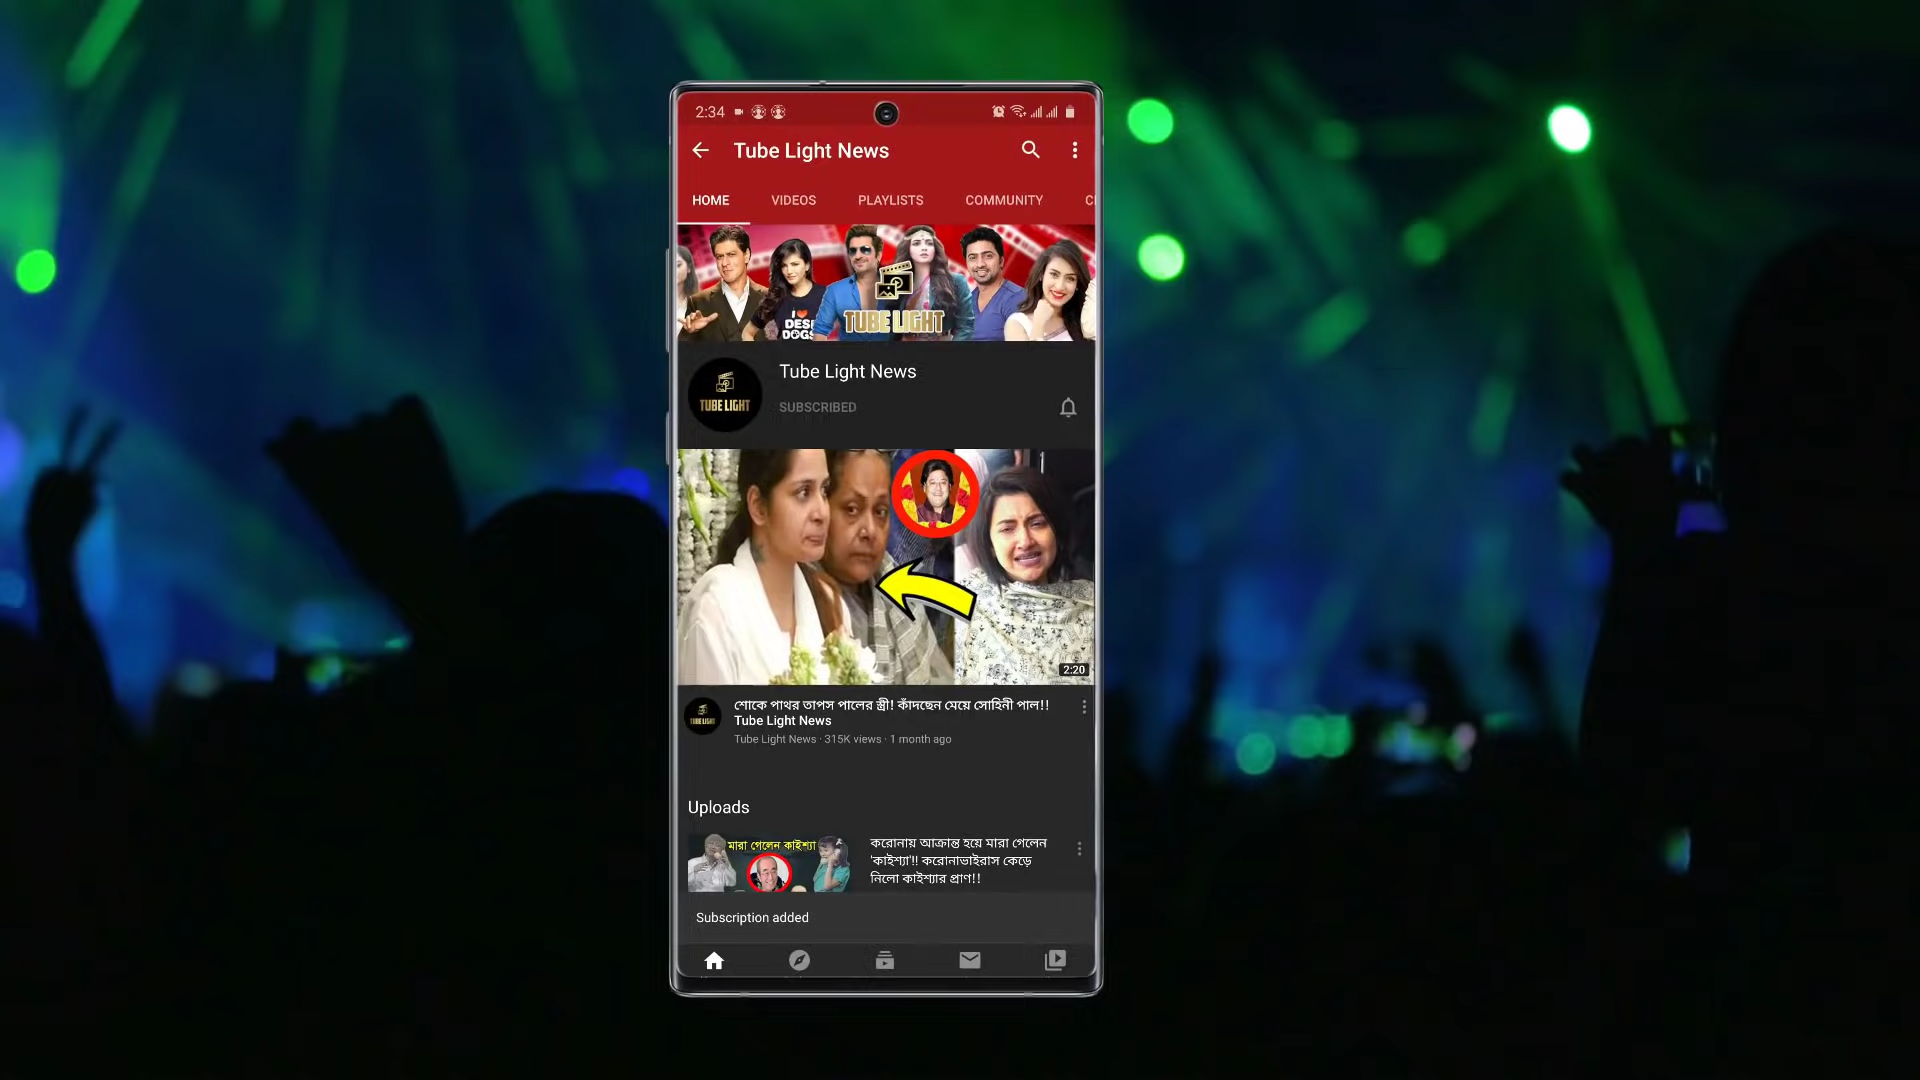 2:34
Tube Light News
HOME
VIDEOS
PLAYLISTS
COMMUNITY
I
DESI
DOGS
TUBE LIGHT
TUBE LIGHT
Tube Light News
SUBSCRIBED
2:20
TUBE LIGHT
শোকে পাথর তাপস পালের স্ত্রী! কাঁদছেন মেয়ে সোহিনী পাল!!
Tube Light News
Tube Light News · 315K views · 1 month ago
Uploads
মারা গেলেন কাইশ্যা
করোনায় আক্রান্ত হয়ে মারা গেলেন
'কাইশ্যা'!! করোনাভাইরাস কেড়ে
নিলো কাইশ্যার প্রাণ!!
Subscription added